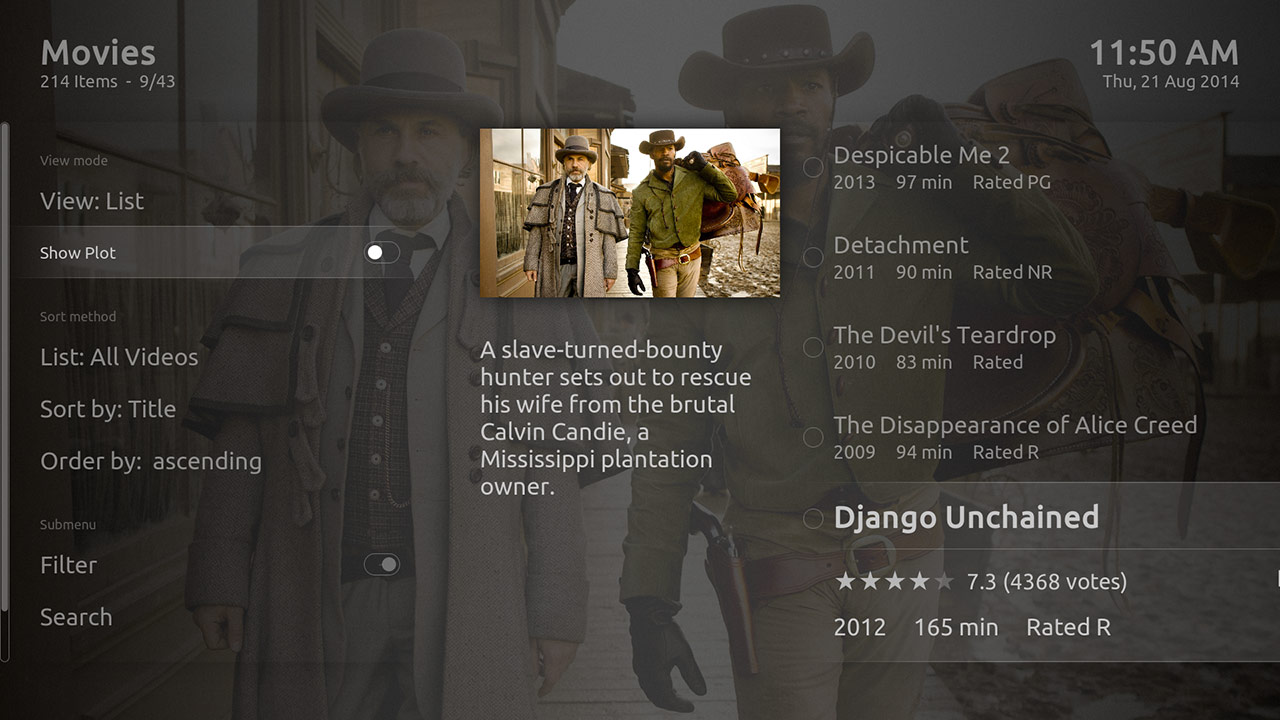 Movies
214 Items - 9/43
11:50 AM
Thu, 21 Aug 2014
View mode
View: List
Show Plot
Sort method
List: All Videos
Sort by: Title
Order by: ascending
Submenu
Filter
Search
A slave-turned-bounty
hunter sets out to rescue
his wife from the brutal
Calvin Candie, a
Mississippi plantation
owner.
Despicable Me 2
2013 97 min Rated PG
Detachment
2011 90 min Rated NR
The Devil's Teardrop
2010 83 min Rated
The Disappearance of Alice Creed
2009 94 min Rated R
Django Unchained
7.3 (4368 votes)
2012 165 min Rated R